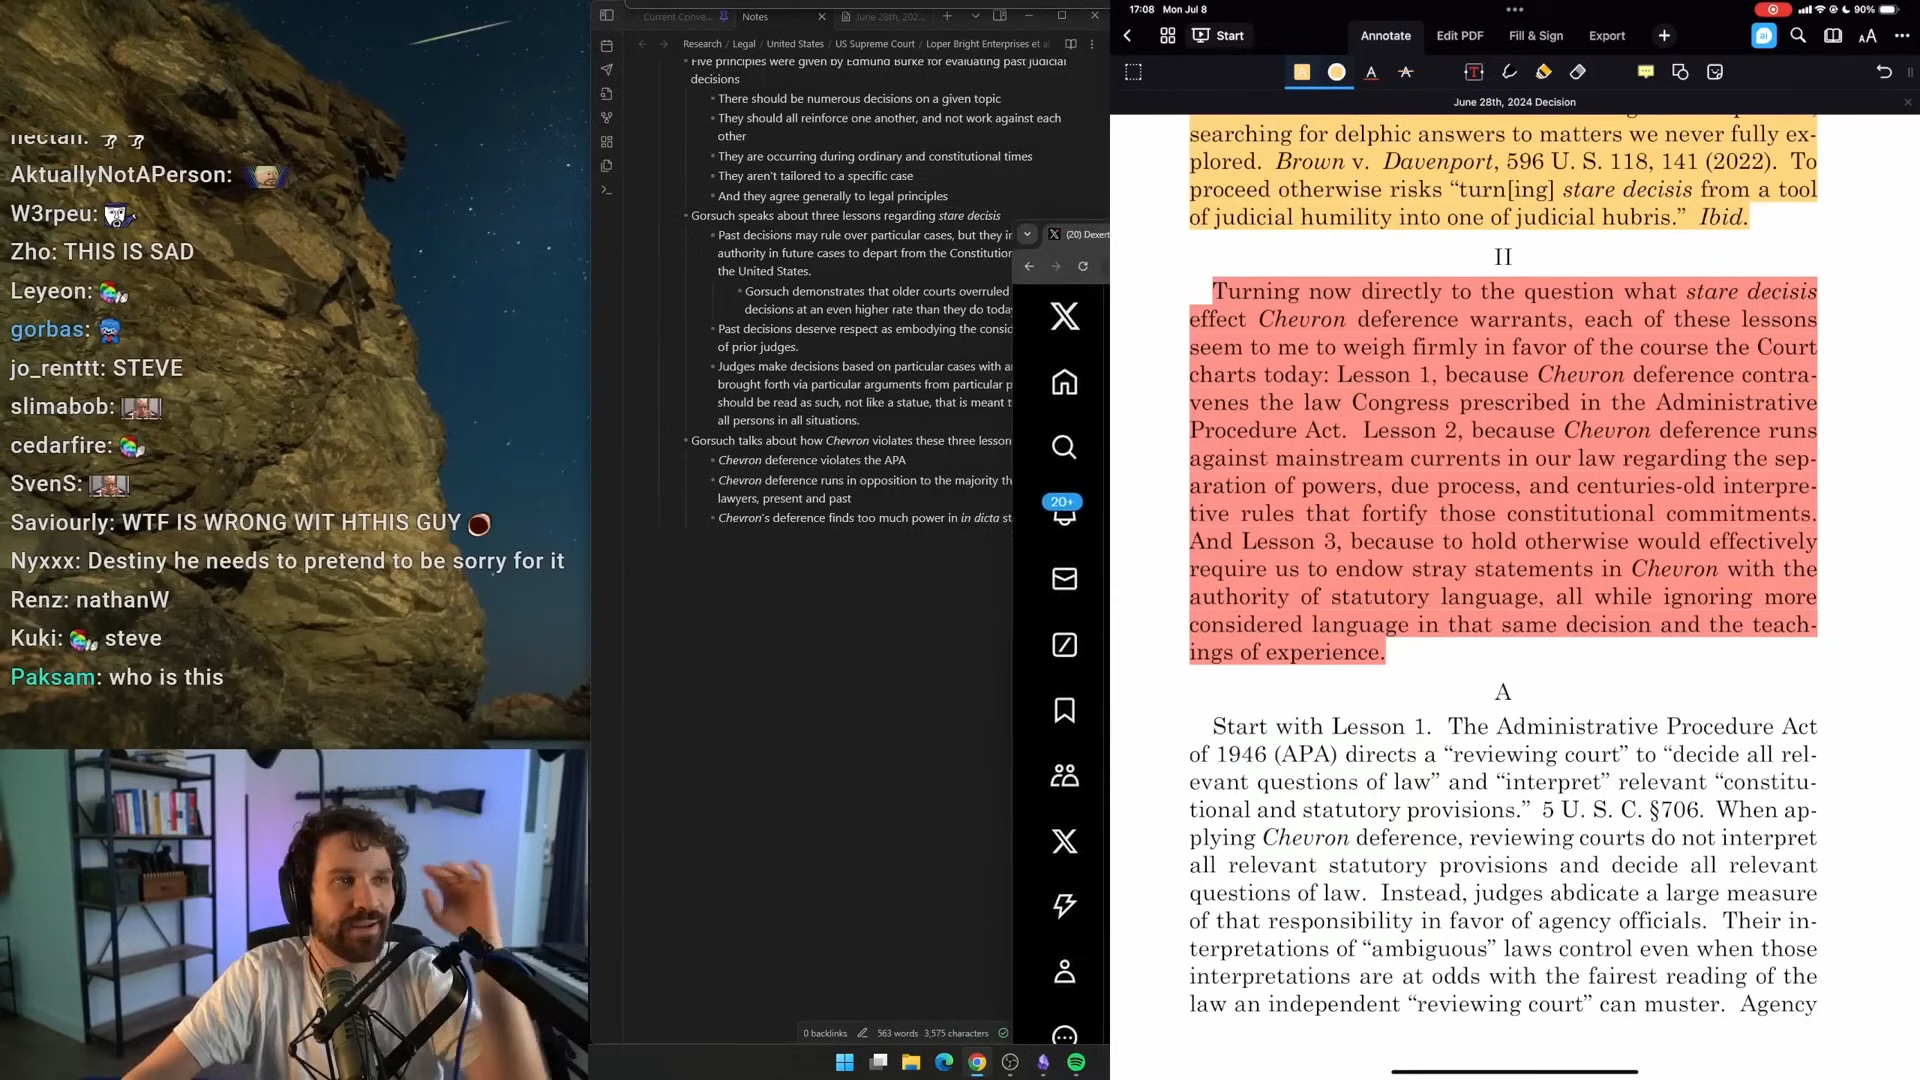 nectan:
AktuallyNotAPerson:
W3rpeu:
Zho: THIS IS SAD
Leyeon:
gorbas:
jo_renttt: STEVE
slimabob:
cedarfire:
SvenS:
Saviourly: WTF IS WRONG WIT HTHIS GUY
Nyxxx: Destiny he needs to pretend to be sorry for it
Renz: nathanW
Kuki: steve
Paksam: who is this
Current Conve...
Notes
June 28th, 202...
Research / Legal / United States / US Supreme Court / Loper Bright Enterprises et al
Five principles were given by Edmund Burke for evaluating past judicial
decisions
There should be numerous decisions on a given topic
They should all reinforce one another, and not work against each
other
They are occurring during ordinary and constitutional times
They aren't tailored to a specific case
And they agree generally to legal principles
Gorsuch speaks about three lessons regarding stare decisis
Past decisions may rule over particular cases, but they
authority in future cases to depart from the Constitution
the United States.
Gorsuch demonstrates that older courts overruled
decisions at an even higher rate than they do toda
Past decisions deserve respect as embodying the consid
of prior judges.
Judges make decisions based on particular cases with
brought forth via particular arguments from particular p
should be read as such, not like a statue, that is meant t
all persons in all situations.
Gorsuch talks about how Chevron violates these three lesson
Chevron deference violates the APA
Chevron deference runs in opposition to the majority th
lawyers, present and past
Chevron's deference finds too much power in in dicta st
0 backlinks 563 words 3,575 characters
(20) Dexert
20+
17:08 Mon Jul 8
90%
Start
Annotate Edit PDF Fill & Sign Export
June 28th, 2024 Decision
searching for delphic answers to matters we never fully ex-
plored. Brown v. Davenport, 596 U. S. 118, 141 (2022). To
proceed otherwise risks “turn[ing] stare decisis from a tool
of judicial humility into one of judicial hubris.” Ibid.
II
Turning now directly to the question what stare decisis
effect Chevron deference warrants, each of these lessons
seem to me to weigh firmly in favor of the course the Court
charts today: Lesson 1, because Chevron deference contra-
venes the law Congress prescribed in the Administrative
Procedure Act. Lesson 2, because Chevron deference runs
against mainstream currents in our law regarding the sep-
aration of powers, due process, and centuries-old interpre-
tive rules that fortify those constitutional commitments.
And Lesson 3, because to hold otherwise would effectively
require us to endow stray statements in Chevron with the
authority of statutory language, all while ignoring more
considered language in that same decision and the teach-
ings of experience.
A
Start with Lesson 1. The Administrative Procedure Act
of 1946 (APA) directs a “reviewing court” to “decide all rel-
evant questions of law” and “interpret” relevant “constitu-
tional and statutory provisions.” 5 U. S. C. §706. When ap-
plying Chevron deference, reviewing courts do not interpret
all relevant statutory provisions and decide all relevant
questions of law. Instead, judges abdicate a large measure
of that responsibility in favor of agency officials. Their in-
terpretations of “ambiguous” laws control even when those
interpretations are at odds with the fairest reading of the
law an independent “reviewing court” can muster. Agency